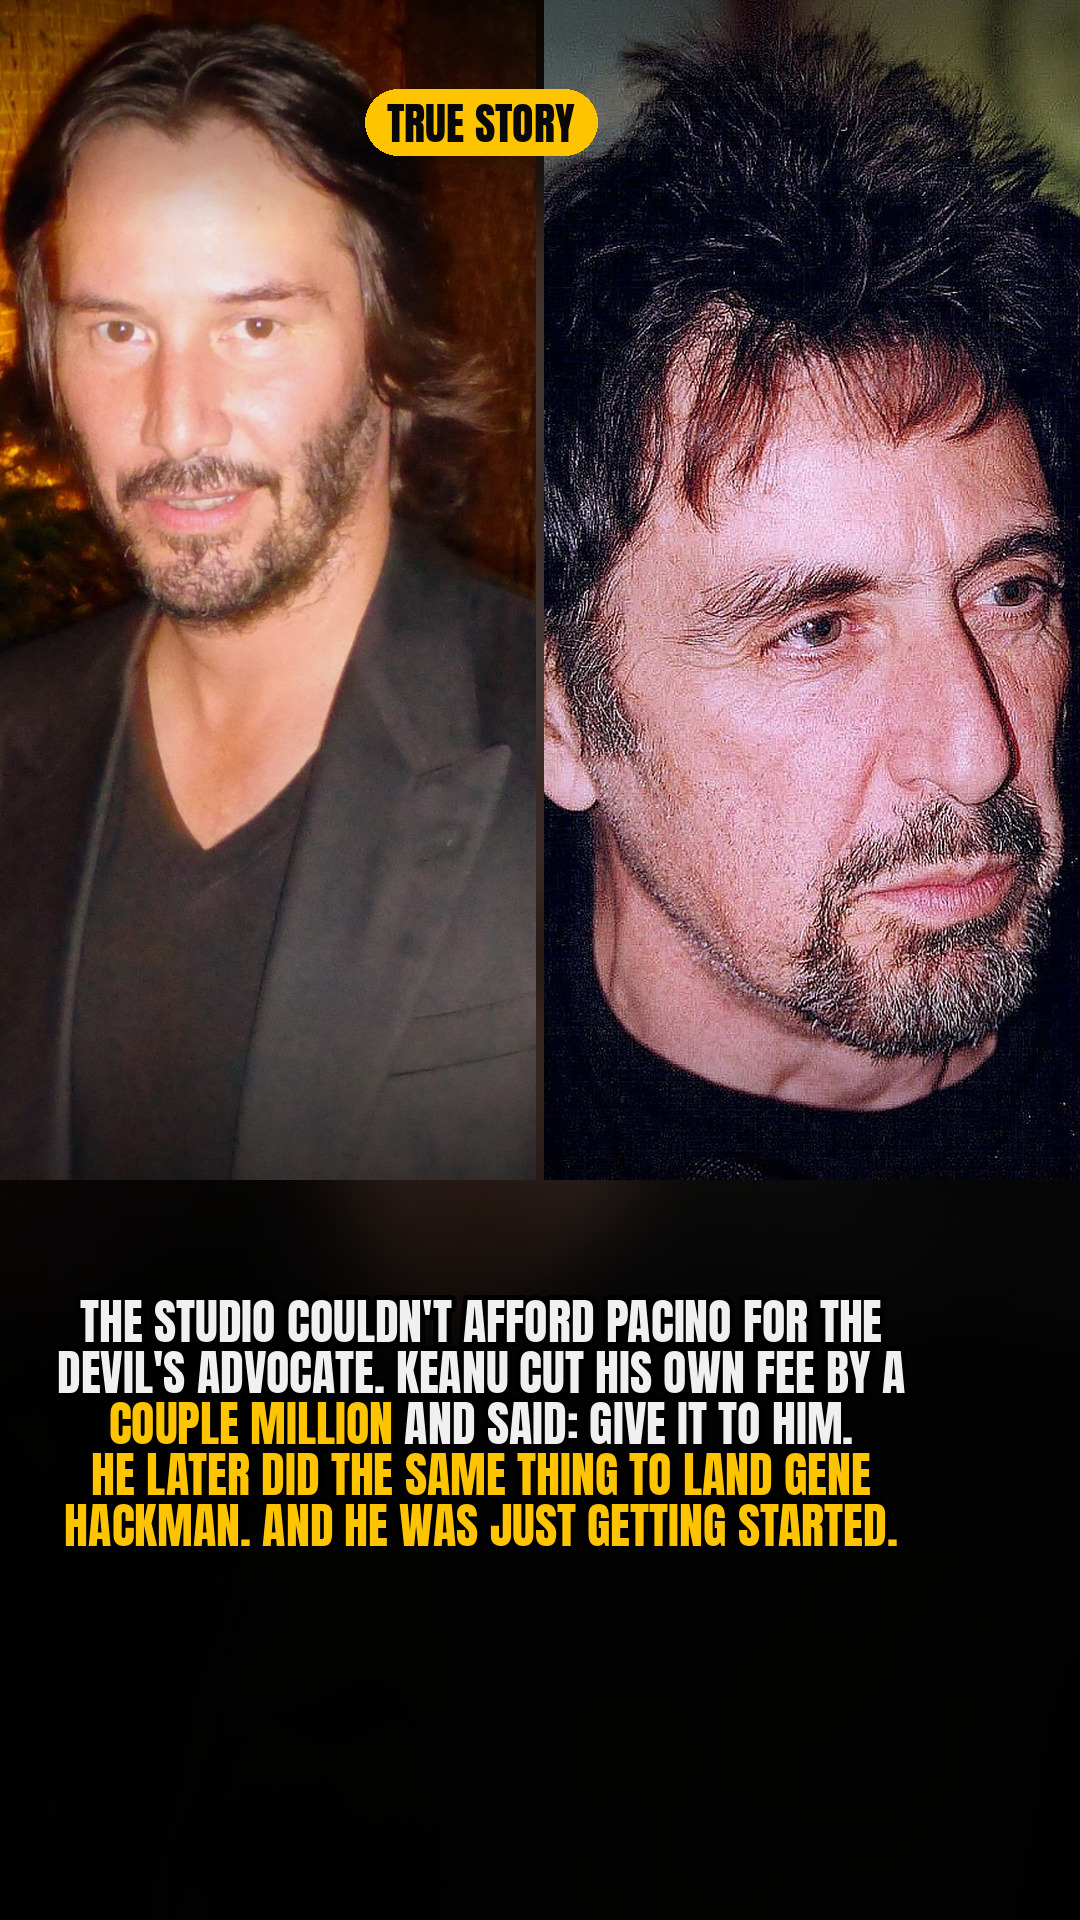 TRUE STORY
THE STUDIO COULDN'T AFFORD PACINO FOR THE
DEVIL'S ADVOCATE. KEANU CUT HIS OWN FEE BY A
COUPLE MILLION AND SAID: GIVE IT TO HIM.
HE LATER DID THE SAME THING TO LAND GENE
HACKMAN. AND HE WAS JUST GETTING STARTED.